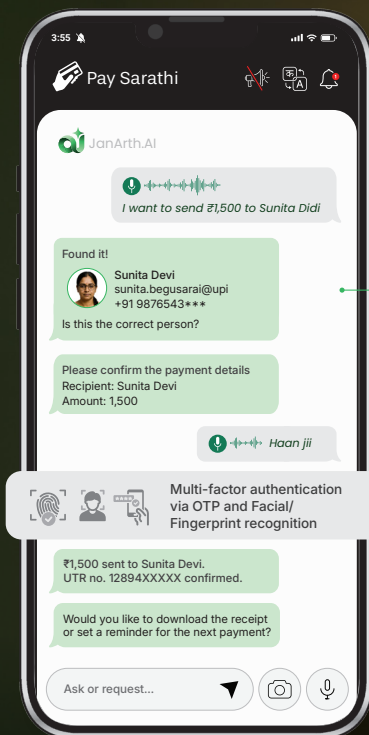 3:55
Pay Sarathi
क
A
JanArth.AI
I want to send ₹1,500 to Sunita Didi
Found it!
Sunita Devi
sunita.begusarai@upi
+91 9876543***
Is this the correct person?
Please confirm the payment details
Recipient: Sunita Devi
Amount: 1,500
Haan jii
Multi-factor authentication
via OTP and Facial/
Fingerprint recognition
₹1,500 sent to Sunita Devi.
UTR no. 12894XXXXX confirmed.
Would you like to download the receipt
or set a reminder for the next payment?
Ask or request...